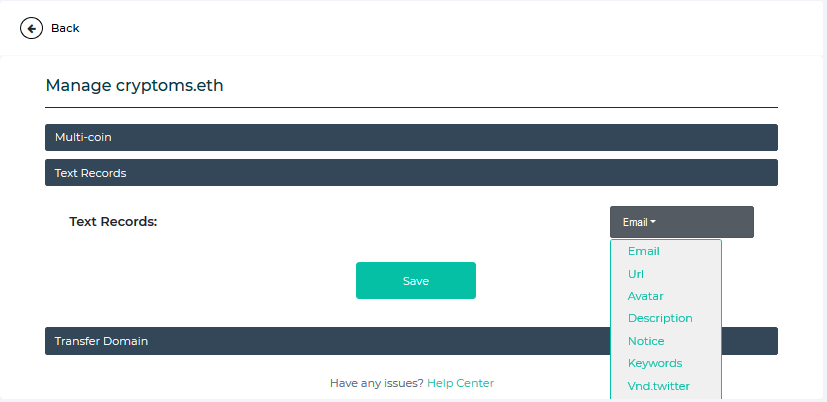 Back
Manage cryptoms.eth
Multi-coin
Text Records
Text Records:
Email
Email
Url
Avatar
Description
Notice
Keywords
Vnd.twitter
Save
Transfer Domain
Have any issues? Help Center